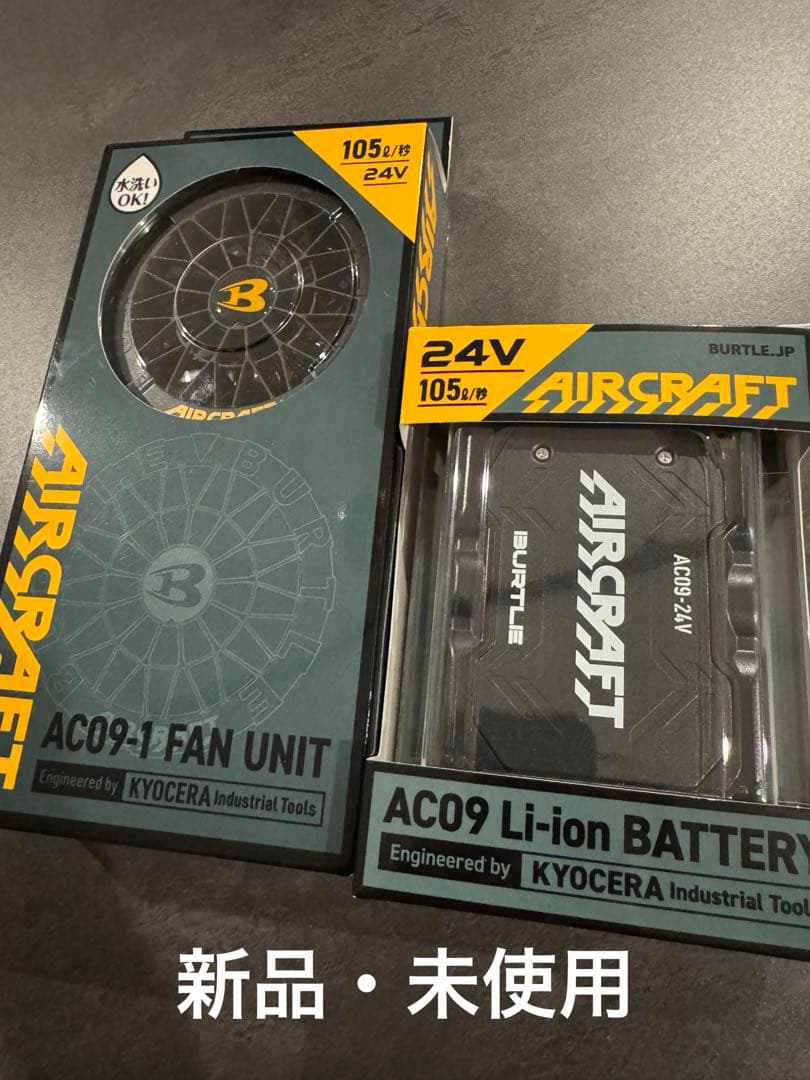 水洗い
OK!
105ℓ/秒
24V
B
AIRCRAFT
AIRCRAFT
BURTLE
B
AC09-1 FAN UNIT
Engineered by KYOCERA Industrial Tools
24V
105ℓ/秒
AIRCRAFT
BURTLE.JP
BURTLE
AIRCRAFT
AC09-24V
AC09 Li-ion BATTERY
Engineered by KYOCERA Industrial Tool
新品・未使用